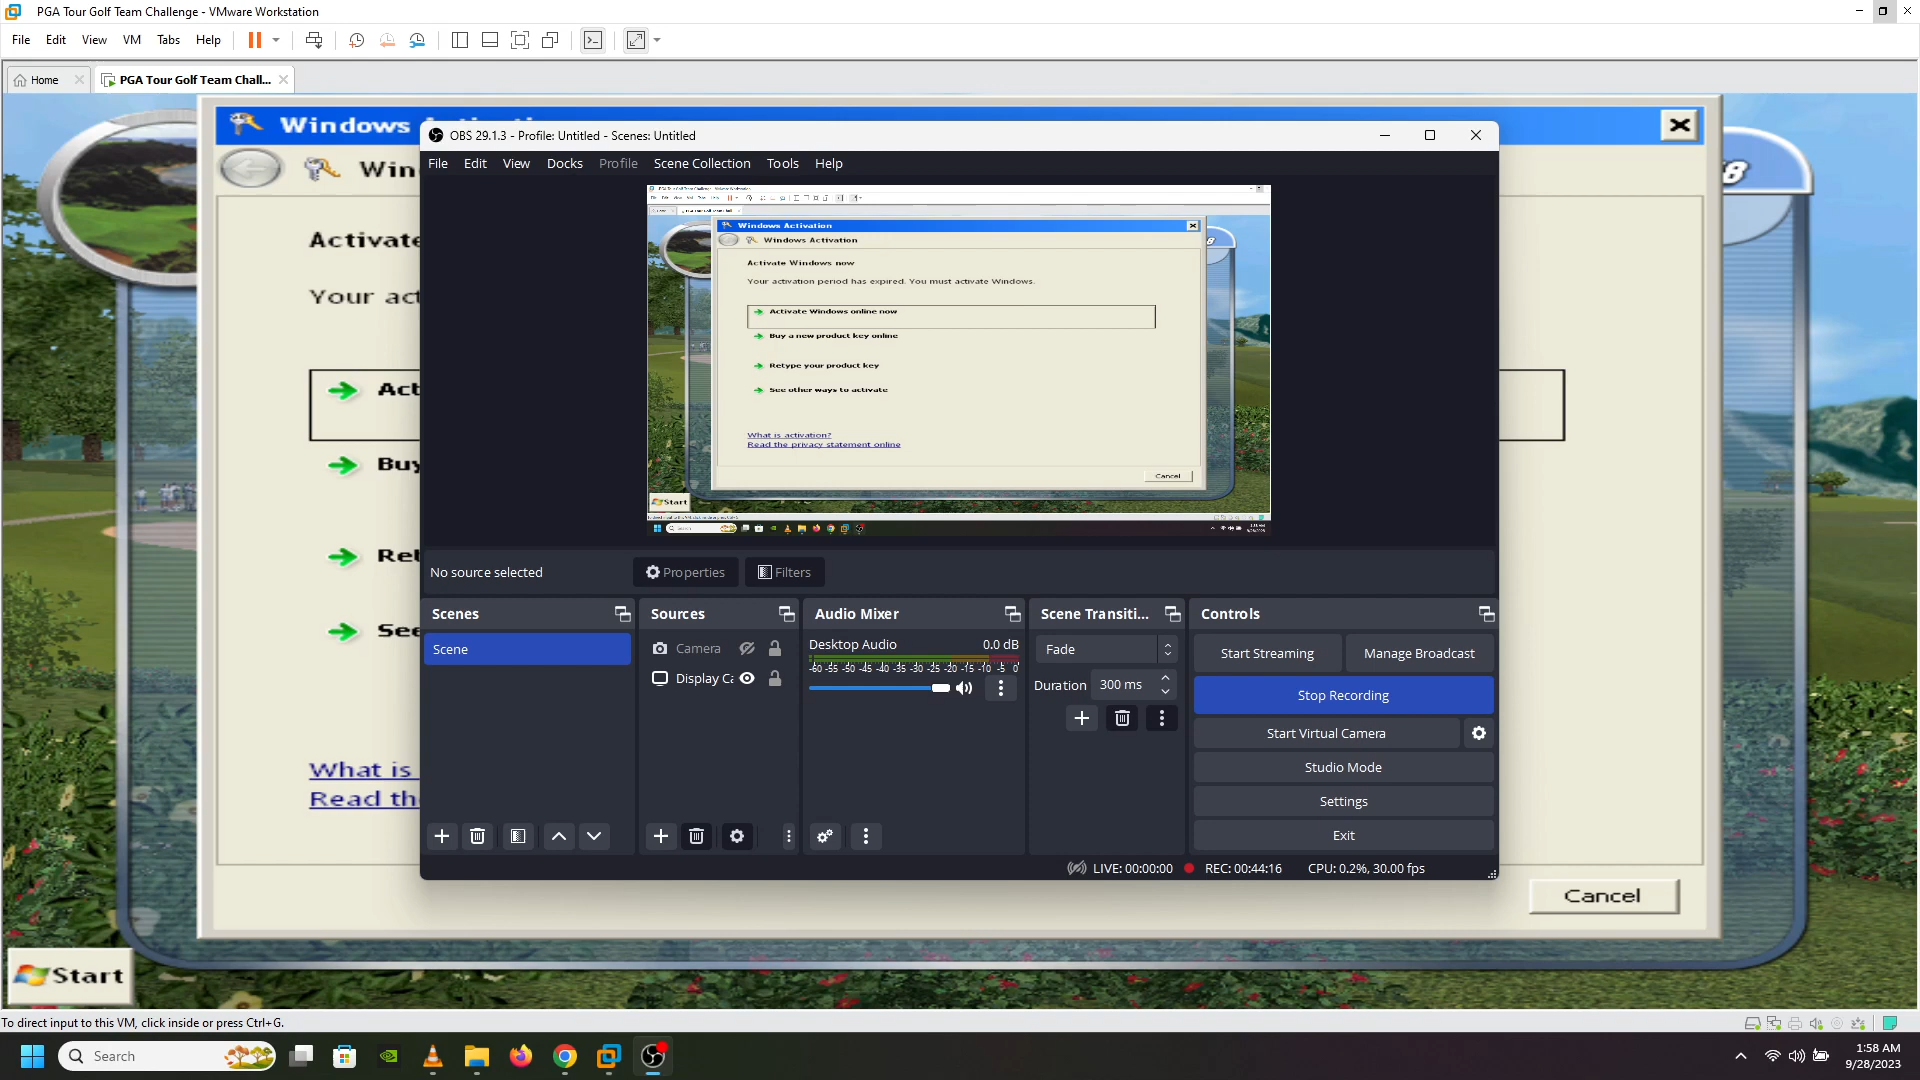 PGA Tour Golf Team Challenge - VMware Workstation
File Edit View VM Tabs Help
Home
PGA Tour Golf Team Chall...
Windows
Win
Activate
Your act
Act
Buy
Ret
See
What is
Read th
Cancel
Start
8
OBS 29.1.3 - Profile: Untitled - Scenes: Untitled
File Edit View Docks Profile Scene Collection Tools Help
Windows Activation
Windows Activation
Activate Windows now
Your activation period has expired. You must activate Windows.
Activate Windows online now
Buy a new product key online
Retype your product key
See other ways to activate
What is activation?
Read the privacy statement online
Cancel
Start
No source selected
Properties
Filters
Scenes
Scene
Sources
Camera
Display Ca
Audio Mixer
Desktop Audio 0.0 dB
-60 -55 -50 -45 -40 -35 -30 -25 -20 -15 -10 -5 0
Scene Transiti...
Fade
Duration 300 ms
Controls
Start Streaming
Manage Broadcast
Stop Recording
Start Virtual Camera
Studio Mode
Settings
Exit
LIVE: 00:00:00
REC: 00:44:16
CPU: 0.2%, 30.00 fps
To direct input to this VM, click inside or press Ctrl+G.
Search
1:58 AM
9/28/2023